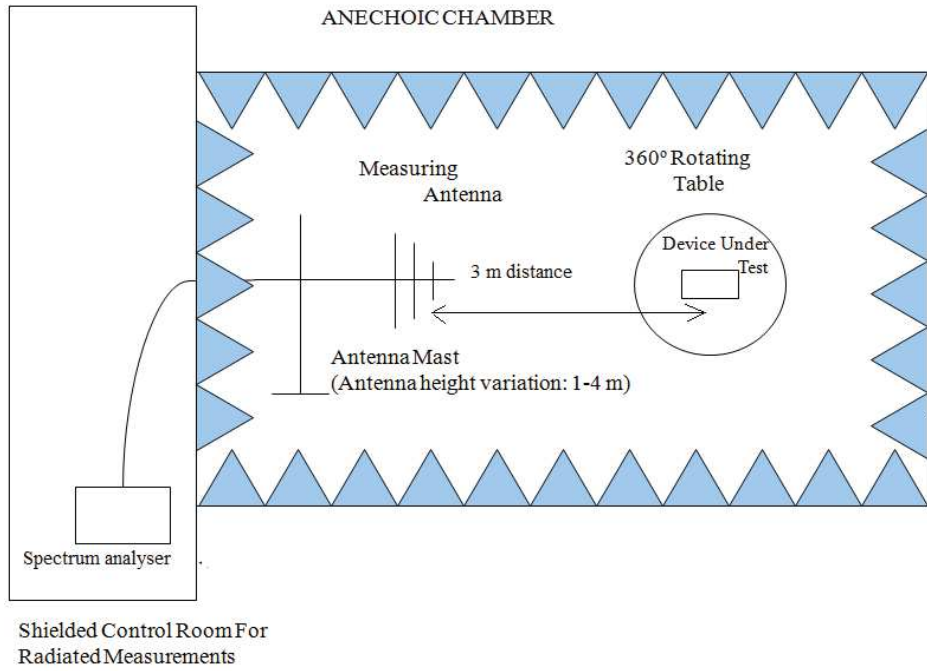 ANECHOIC CHAMBER
Measuring
Antenna
360° Rotating
Table
Device Under
Test
3 m distance
Antenna Mast
(Antenna height variation: 1-4 m)
Spectrum analyser
.
Shielded Control Room For
Radiated Measurements